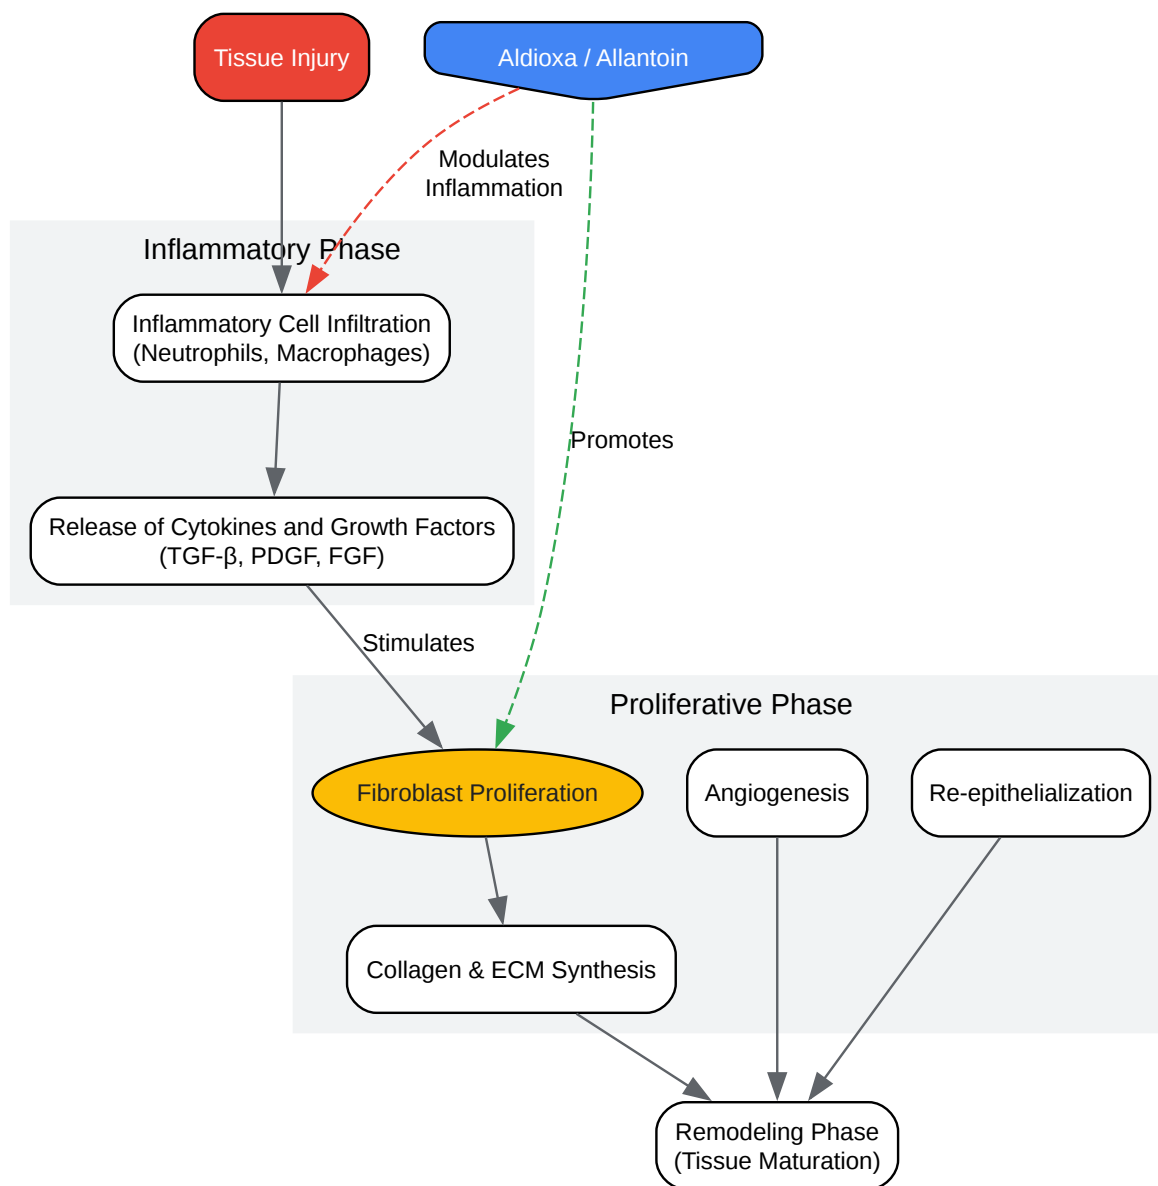 Tissue Injury
Aldioxa / Allantoin
Modulates
Inflammation
Inflammatory Phase
Inflammatory Cell Infiltration
(Neutrophils, Macrophages)
Promotes
Release of Cytokines and Growth Factors
(TGF-β, PDGF, FGF)
Stimulates
Proliferative Phase
Fibroblast Proliferation
Angiogenesis
Re-epithelialization
Collagen & ECM Synthesis
Remodeling Phase
(Tissue Maturation)